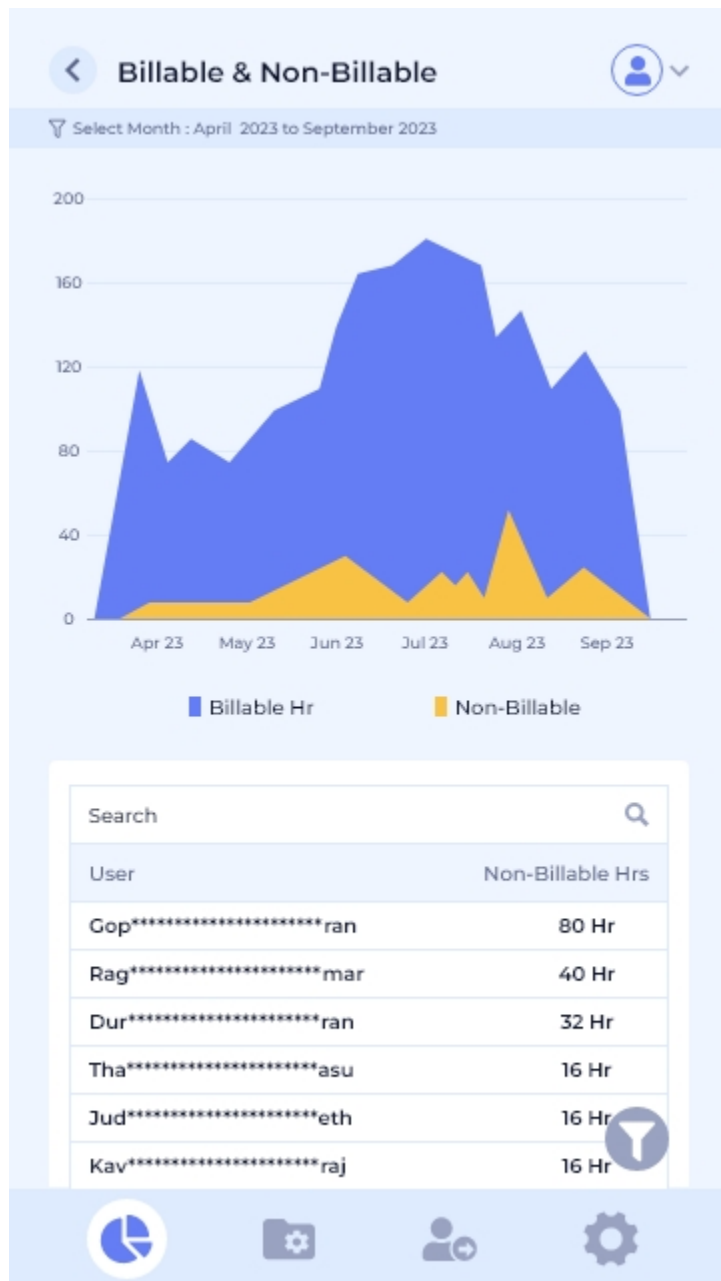 Billable & Non-Billable
Select Month : April 2023 to September 2023
200
160
120
80
40
0
Apr 23 May 23 Jun 23 Jul 23 Aug 23 Sep 23
Billable Hr Non-Billable
Search
User Non-Billable Hrs
Gop**********************ran 80 Hr
Rag**********************mar 40 Hr
Dur**********************ran 32 Hr
Tha**********************asu 16 Hr
Jud**********************eth 16 Hr
Kav**********************raj 16 Hr